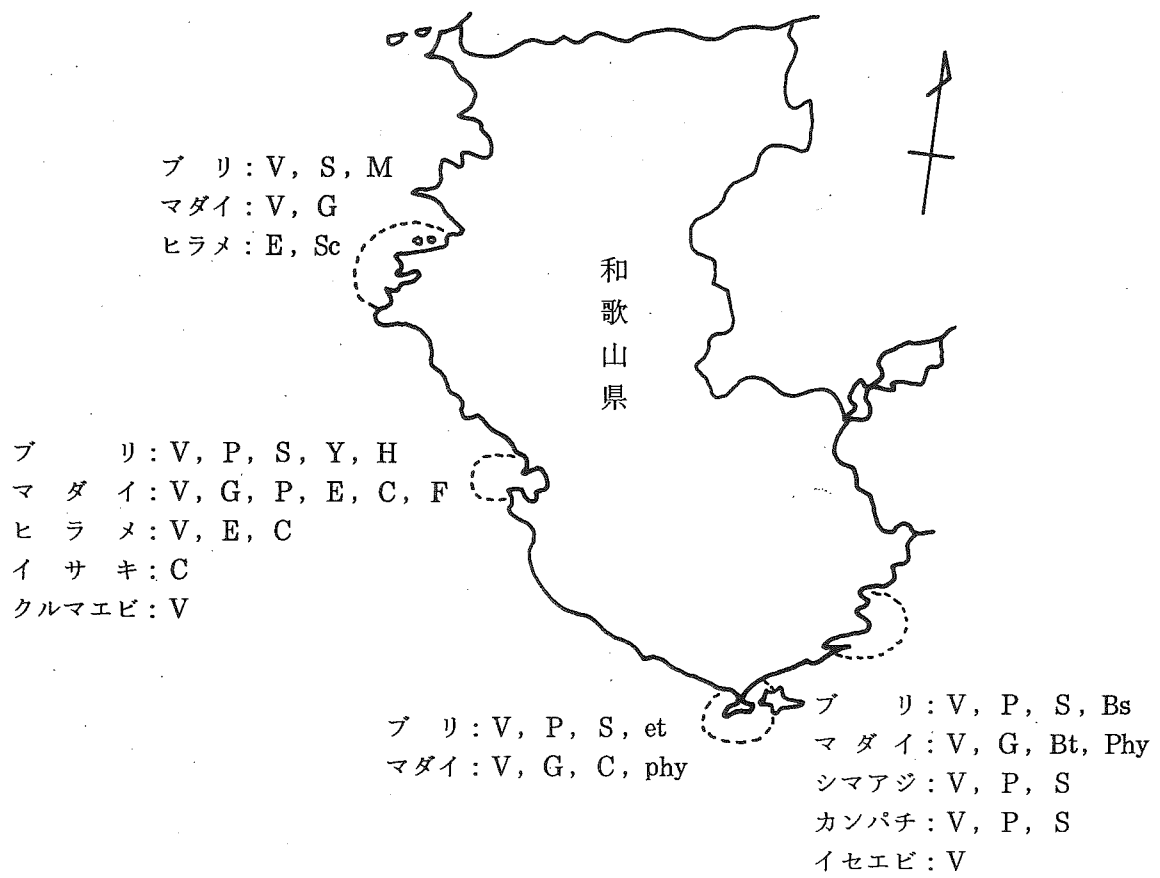 ブリ：V，S，M
マダイ：V，G
ヒラメ：E，Sc
和歌山県
ブリ：V，P，S，Y，H
マダイ：V，G，P，E，C，F
ヒラメ：V，E，C
イサキ：C
クルマエビ：V
ブリ：V，P，S，et
マダイ：V，G，C，phy
ブリ：V，P，S，Bs
マダイ：V，G，Bt，Phy
シマアジ：V，P，S
カンパチ：V，P，S
イセエビ：V